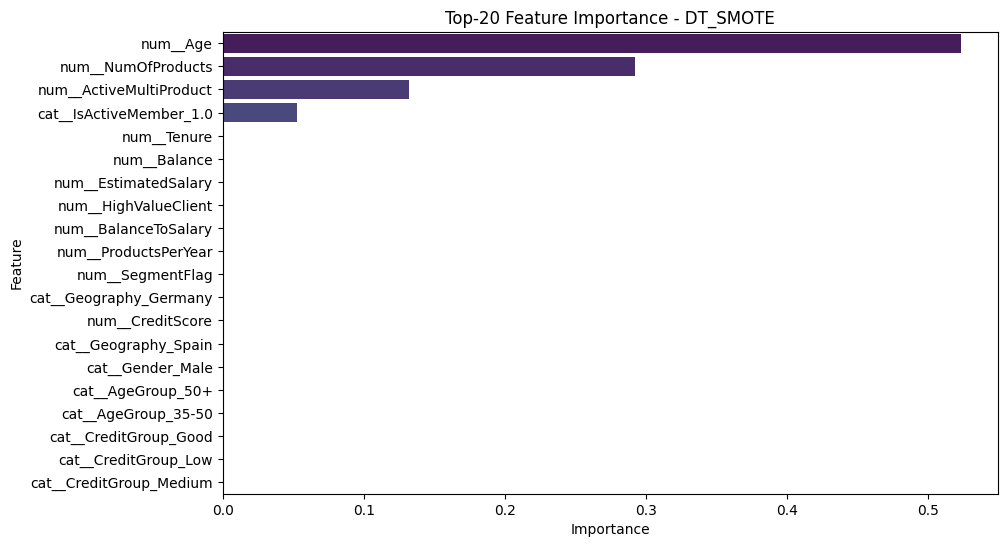 Top-20 Feature Importance - DT_SMOTE
num__Age
num__NumOfProducts
num__ActiveMultiProduct
cat__IsActiveMember_1.0
num__Tenure
num__Balance
num__EstimatedSalary
num__HighValueClient
num__BalanceToSalary
num__ProductsPerYear
num__SegmentFlag
cat__Geography_Germany
num__CreditScore
cat__Geography_Spain
cat__Gender_Male
cat__AgeGroup_50+
cat__AgeGroup_35-50
cat__CreditGroup_Good
cat__CreditGroup_Low
cat__CreditGroup_Medium
Feature
0.0 0.1 0.2 0.3 0.4 0.5
Importance